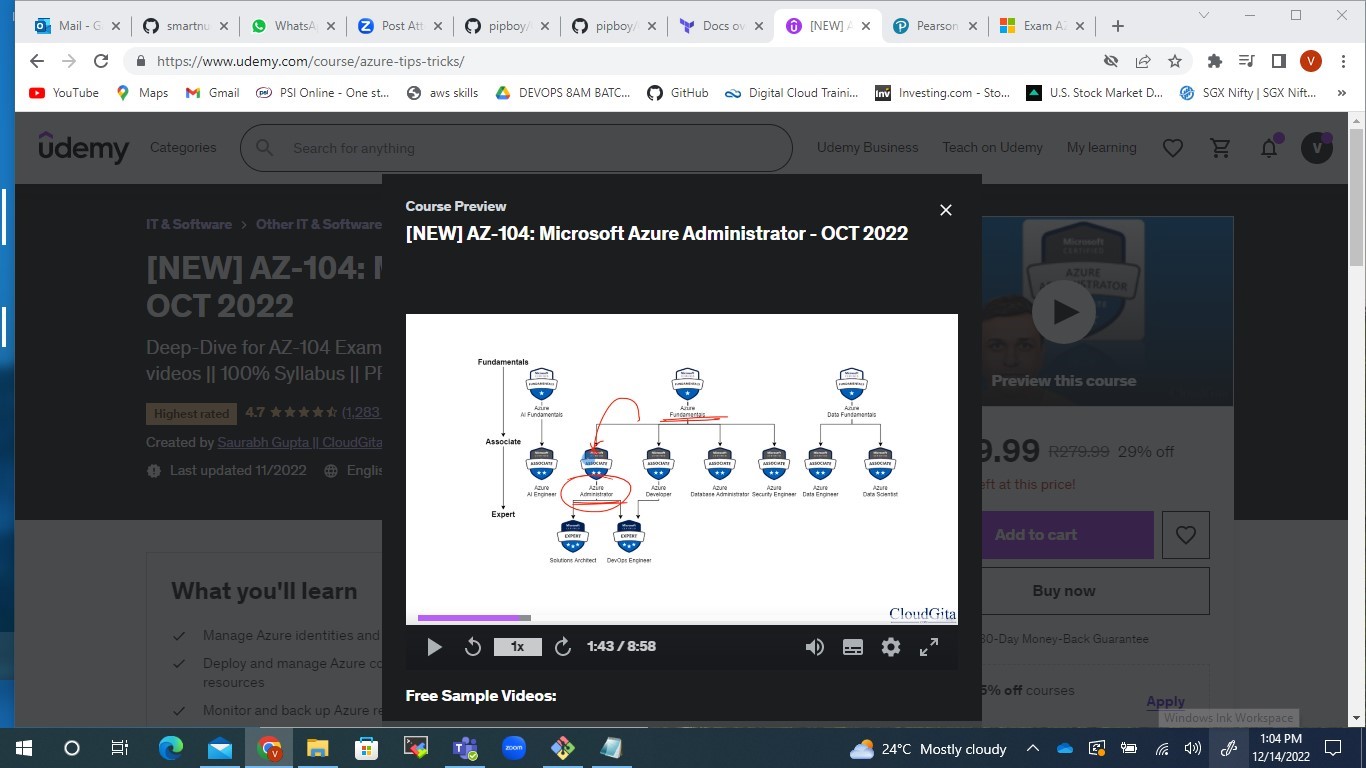 Mail - G
smartnu
WhatsA
Post Att
pipboy/
pipboy/
Docs ov
[NEW] A
Pearson
Exam A
https://www.udemy.com/course/azure-tips-tricks/
V
YouTube
Maps
Gmail
PSI Online - One st...
aws skills
DEVOPS 8AM BATC...
GitHub
Digital Cloud Traini...
Investing.com - Sto...
U.S. Stock Market D...
SGX Nifty | SGX Nift...
»
ûdemy
Categories
Search for anything
Udemy Business
Teach on Udemy
My learning
V
IT & Software > Other IT & Software
[NEW] AZ-104:
OCT 2022
Deep-Dive for AZ-104 Exam
videos || 100% Syllabus ||
Highest rated 4.7 (1,283
Created by Saurabh Gupta || CloudGita
Last updated 11/2022 Englis
What you'll learn
Manage Azure identities and
Deploy and manage Azure co
resources
Monitor and back up Azure re
Course Preview
[NEW] AZ-104: Microsoft Azure Administrator - OCT 2022
Fundamentals
Azure
AI Fundamentals
Azure
Fundamentals
Azure
Data Fundamentals
Associate
Azure
AI Engineer
Azure
Administrator
Azure
Developer
Azure
Database Administrator
Azure
Security Engineer
Azure
Data Engineer
Azure
Data Scientist
Expert
Solutions Architect
DevOps Engineer
CloudGita
1x
1:43 / 8:58
Free Sample Videos:
Microsoft
CERTIFIED
AZURE
Preview this course
9.99 R279.99 29% off
left at this price!
Add to cart
Buy now
30-Day Money-Back Guarantee
5% off courses
Apply
Windows Ink Workspace
zoom
24°C Mostly cloudy
1:04 PM
12/14/2022